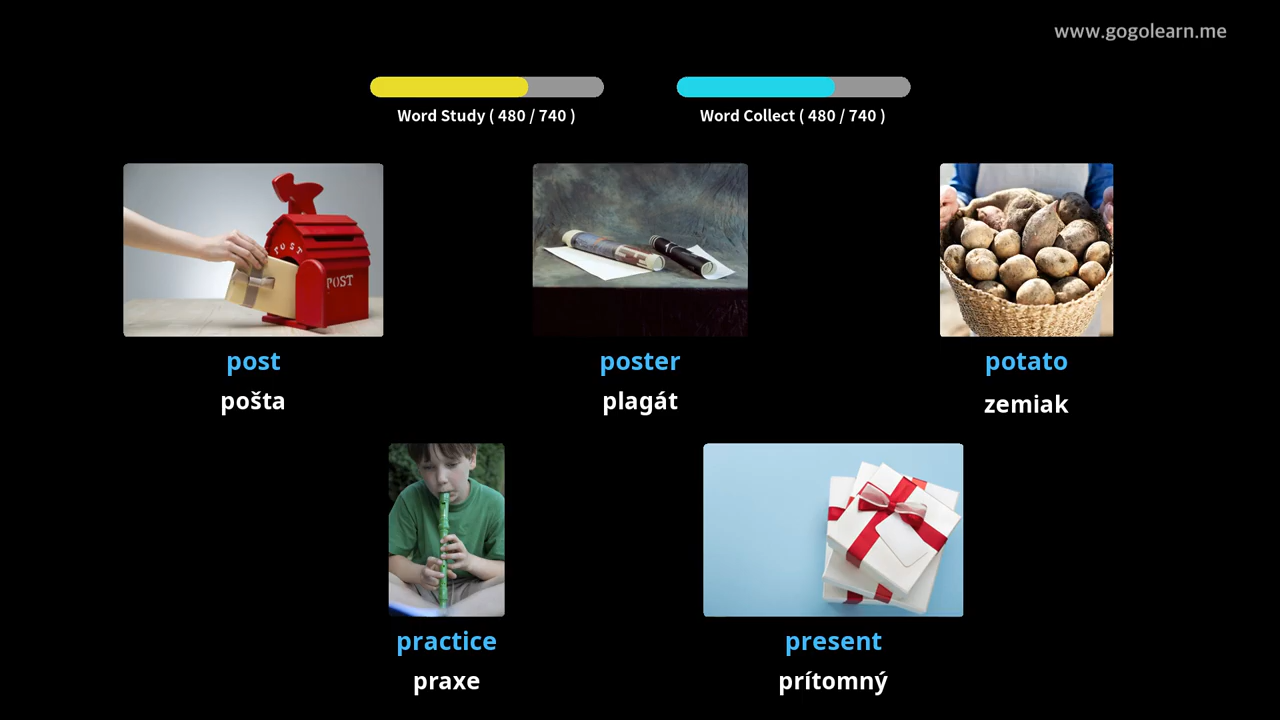 www.gogolearn.me
Word Study ( 480 / 740 )
Word Collect ( 480 / 740 )
POST
POST
post
poster
potato
pošta
plagát
zemiak
practice
present
praxe
prítomný